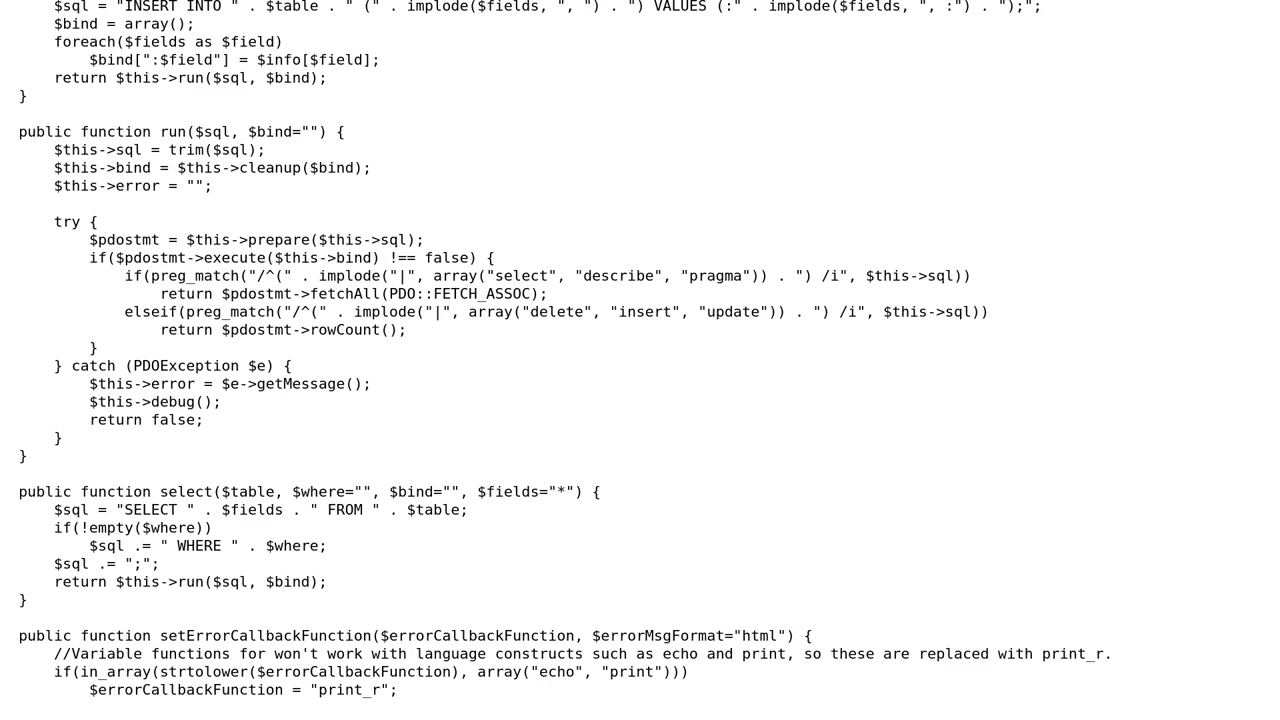 $sql = "INSERT INTO " . $table . " (" . implode($fields, ", ") . ") VALUES (:" . implode($fields, ", :") . ");";
$bind = array();
foreach($fields as $field)
$bind[":$field"] = $info[$field];
return $this->run($sql, $bind);
}
public function run($sql, $bind="") {
$this->sql = trim($sql);
$this->bind = $this->cleanup($bind);
$this->error = "";
try {
$pdostmt = $this->prepare($this->sql);
if($pdostmt->execute($this->bind) !== false) {
if(preg_match("/^(" . implode("|", array("select", "describe", "pragma")) . ") /i", $this->sql))
return $pdostmt->fetchAll(PDO::FETCH_ASSOC);
elseif(preg_match("/^(" . implode("|", array("delete", "insert", "update")) . ") /i", $this->sql))
return $pdostmt->rowCount();
}
} catch (PDOException $e) {
$this->error = $e->getMessage();
$this->debug();
return false;
}
}
public function select($table, $where="", $bind="", $fields="*") {
$sql = "SELECT " . $fields . " FROM " . $table;
if(!empty($where))
$sql .= " WHERE " . $where;
$sql .= ";";
return $this->run($sql, $bind);
}
public function setErrorCallbackFunction($errorCallbackFunction, $errorMsgFormat="html") {
//Variable functions for won't work with language constructs such as echo and print, so these are replaced with print_r.
if(in_array(strtolower($errorCallbackFunction), array("echo", "print")))
$errorCallbackFunction = "print_r";